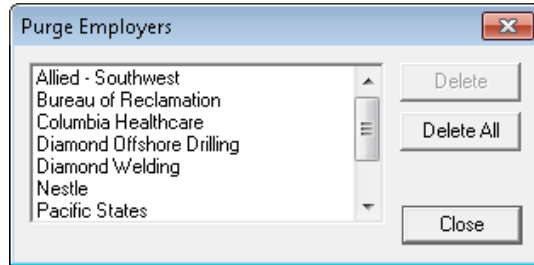 Purge Employers
Allied - Southwest
Bureau of Reclamation
Columbia Healthcare
Diamond Offshore Drilling
Diamond Welding
Nestle
Pacific States
Delete
Delete All
Close